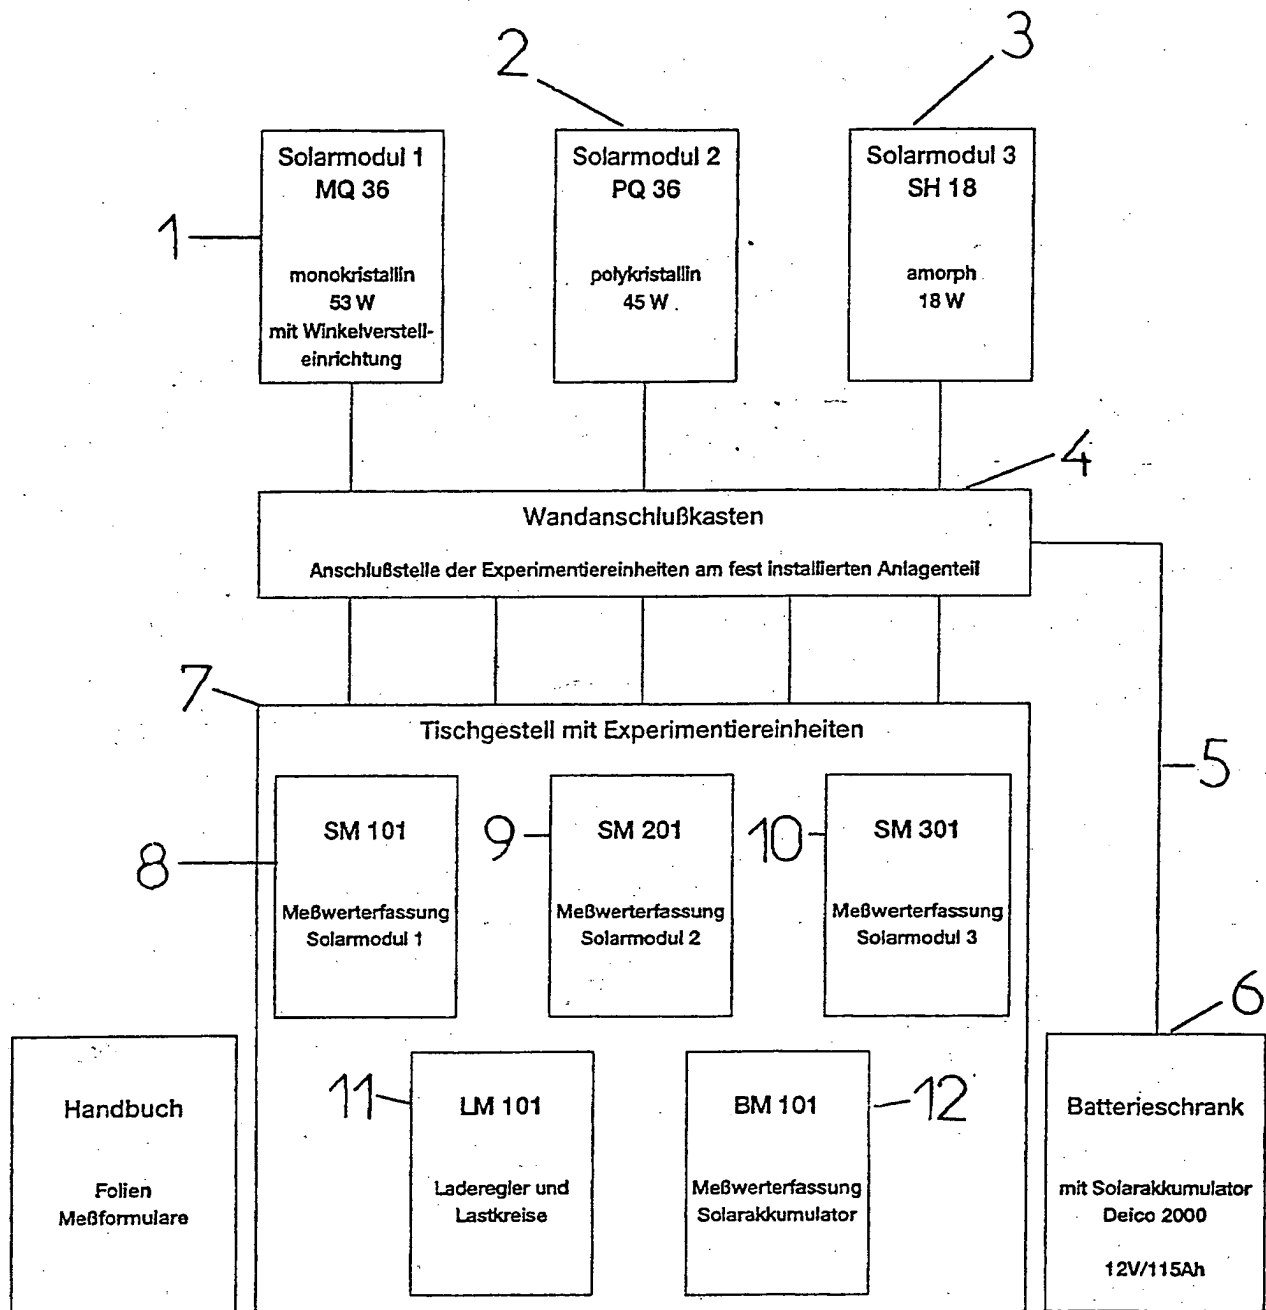 2
3
Solarmodul 1
MQ 36
monokristallin
53 W
mit Winkelverstell-
einrichtung
1
Solarmodul 2
PQ 36
polykristallin
45 W
Solarmodul 3
SH 18
amorph
18 W
4
Wandanschlußkasten
Anschlußstelle der Experimentiereinheiten am fest installierten Anlagenteil
5
7
Tischgestell mit Experimentiereinheiten
8
SM 101
Meßwerterfassung
Solarmodul 1
9
SM 201
Meßwerterfassung
Solarmodul 2
10
SM 301
Meßwerterfassung
Solarmodul 3
6
Handbuch
Folien
Meßformulare
11
LM 101
Laderegler und
Lastkreise
BM 101
Meßwerterfassung
Solarakkumulator
12
Batterieschrank
mit Solarakkumulator
Deico 2000
12V/115Ah